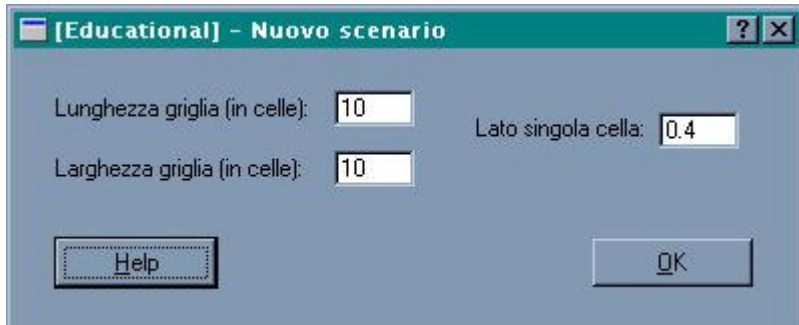 [Educational] - Nuovo scenario
Lunghezza griglia (in celle): 10
Lato singola cella: 0.4
Larghezza griglia (in celle): 10
Help
OK